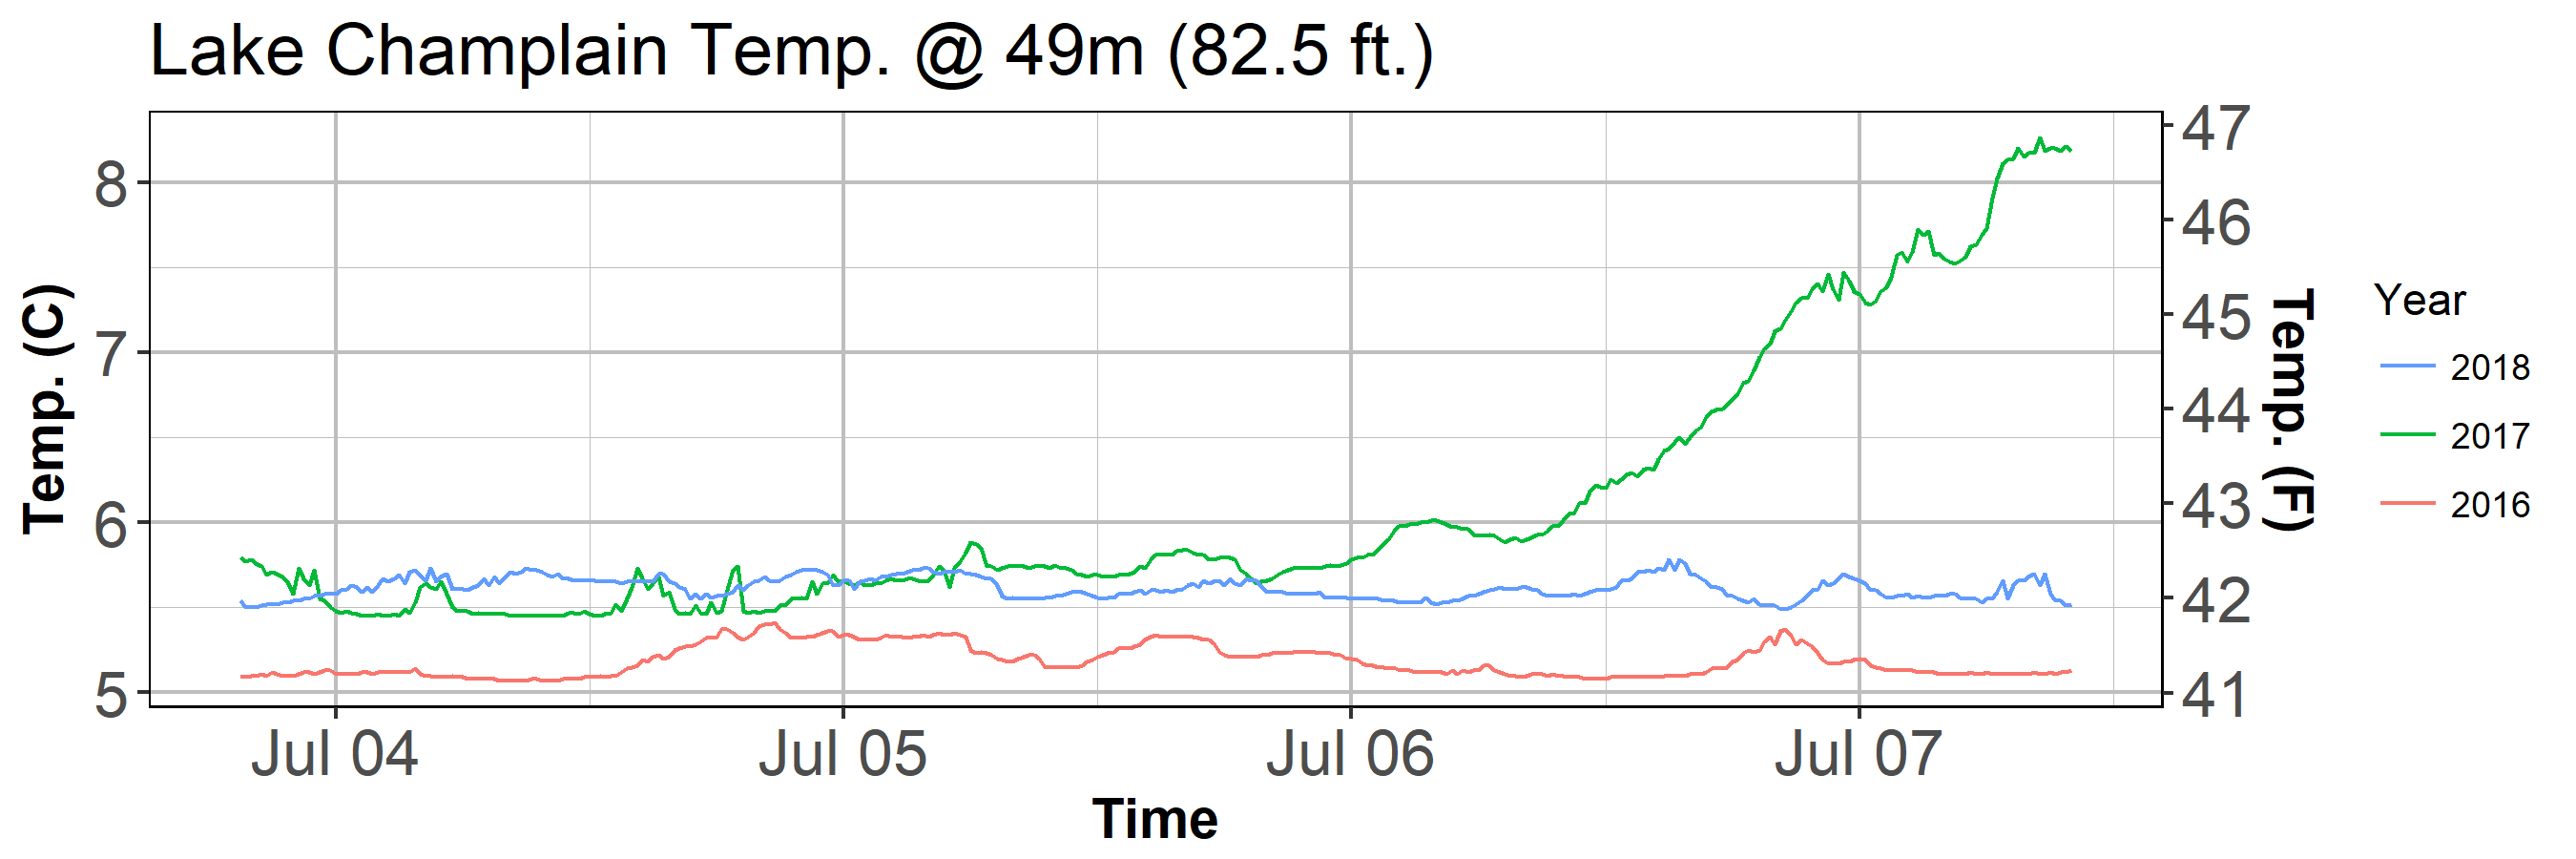 Lake Champlain Temp. @ 49m (82.5 ft.)
Temp. (C)
8
7
6
5
47
46
45
44
43
42
41
Temp. (F)
Jul 04
Jul 05
Jul 06
Jul 07
Time
Year
2018
2017
2016